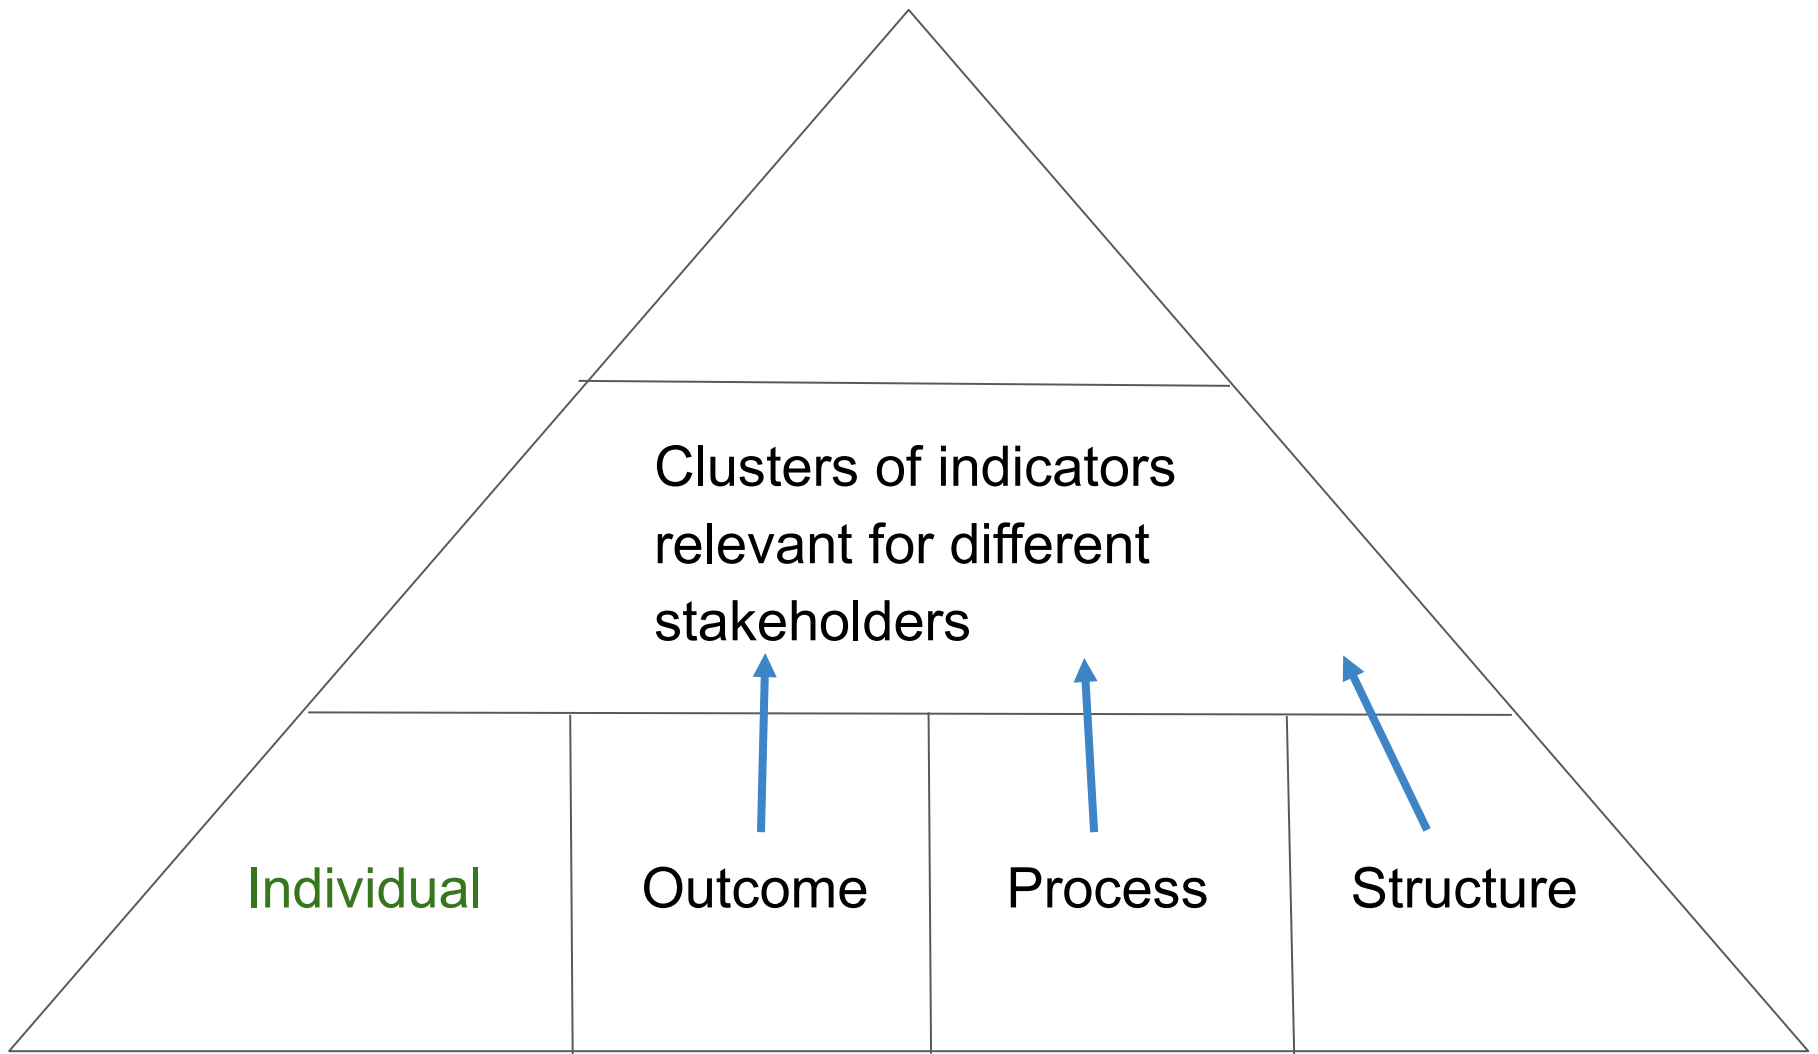 Clusters of indicators
relevant for different
stakeholders
Individual
Outcome
Process
Structure